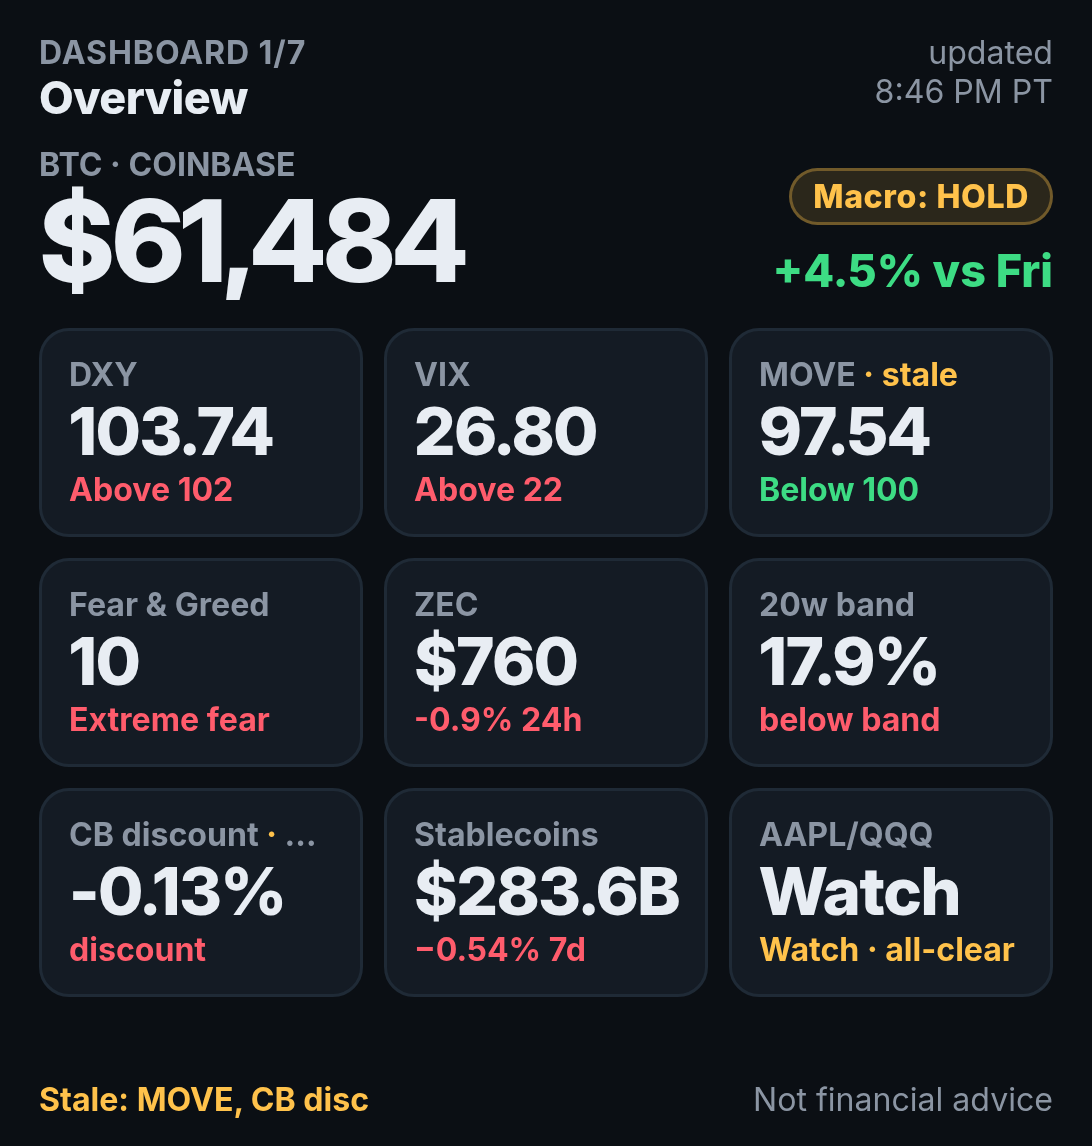 DASHBOARD 1/7
Overview
updated
8:46 PM PT
BTC · COINBASE
$61,484
Macro: HOLD
+4.5% vs Fri
DXY
103.74
Above 102
VIX
26.80
Above 22
MOVE · stale
97.54
Below 100
Fear & Greed
10
Extreme fear
ZEC
$760
-0.9% 24h
20w band
17.9%
below band
CB discount · …
-0.13%
discount
Stablecoins
$283.6B
−0.54% 7d
AAPL/QQQ
Watch
Watch · all-clear
Stale: MOVE, CB disc
Not financial advice